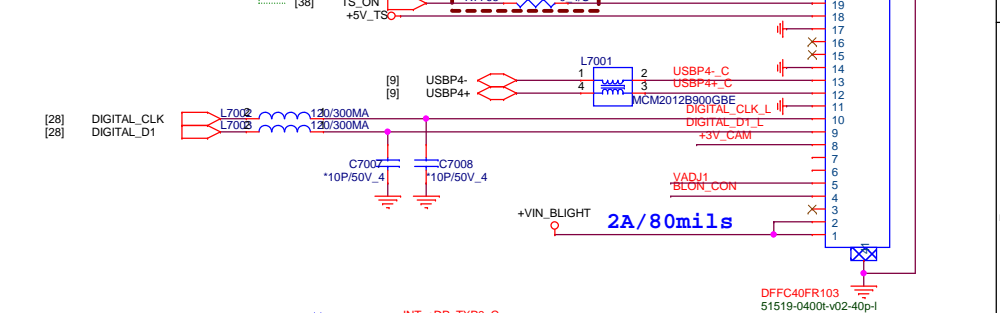 [38]
TS_ON
+5V_TS
19
18
17
16
15
14
13
12
11
10
9
8
7
6
5
4
3
2
1
L7001
[9] USBP4- 1 2 USBP4-_C
[9] USBP4+ 4 3 USBP4+_C
MCM2012B900GBE
[28] DIGITAL_CLK L7002 120/300MA DIGITAL_CLK_L
[28] DIGITAL_D1 L7003 120/300MA DIGITAL_D1_L
+3V_CAM
C7007 C7008
*10P/50V_4 *10P/50V_4
VADJ1
BLON_CON
+VIN_BLIGHT
2A/80mils
DFFC40FR103
51519-0400t-v02-40p-l